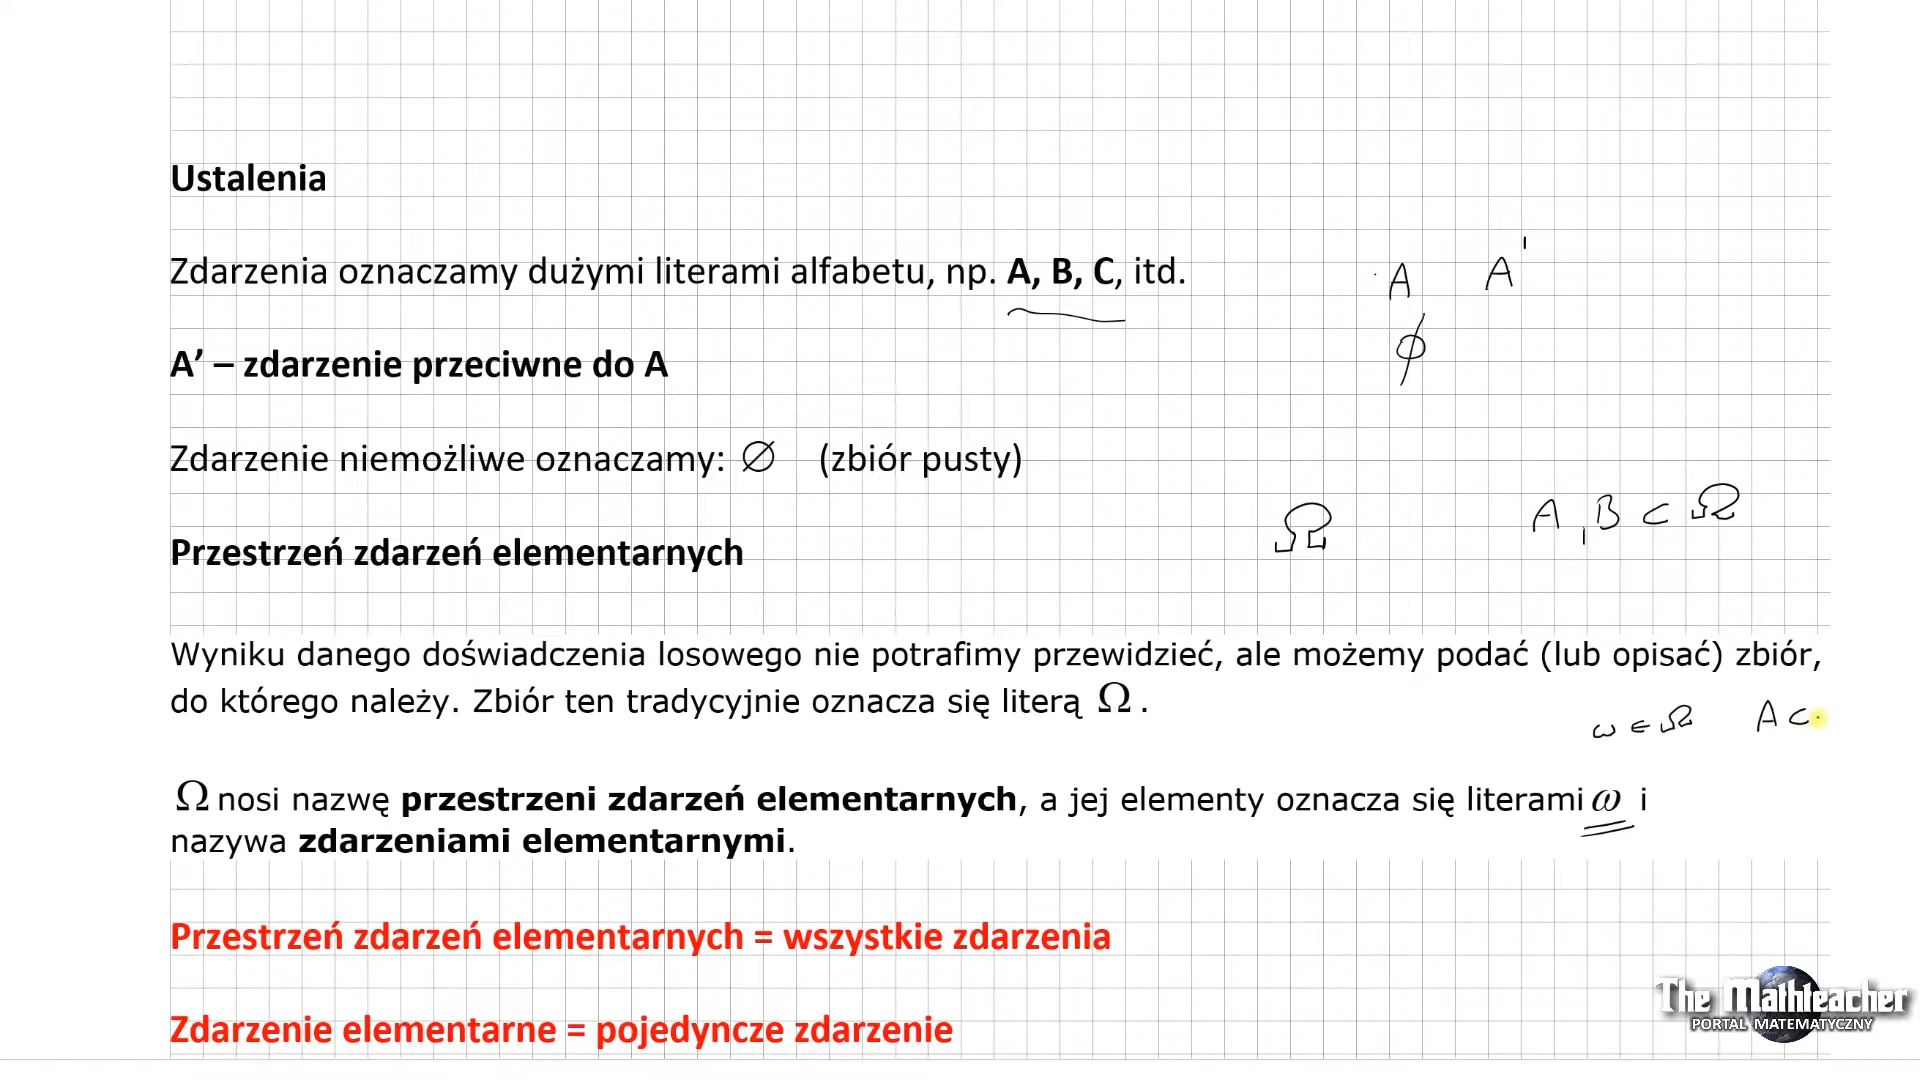 Ustalenia
Zdarzenia oznaczamy dużymi literami alfabetu, np. A, B, C, itd.
A A'
∅
A’ – zdarzenie przeciwne do A
Zdarzenie niemożliwe oznaczamy: ∅ (zbiór pusty)
Ω A, B ⊂ Ω
Przestrzeń zdarzeń elementarnych
Wyniku danego doświadczenia losowego nie potrafimy przewidzieć, ale możemy podać (lub opisać) zbiór,
do którego należy. Zbiór ten tradycyjnie oznacza się literą Ω .
ω ∈ Ω A ⊂
Ω nosi nazwę przestrzeni zdarzeń elementarnych, a jej elementy oznacza się literami ω i
nazywa zdarzeniami elementarnymi.
Przestrzeń zdarzeń elementarnych = wszystkie zdarzenia
Zdarzenie elementarne = pojedyncze zdarzenie
The Mathteacher
PORTAL MATEMATYCZNY